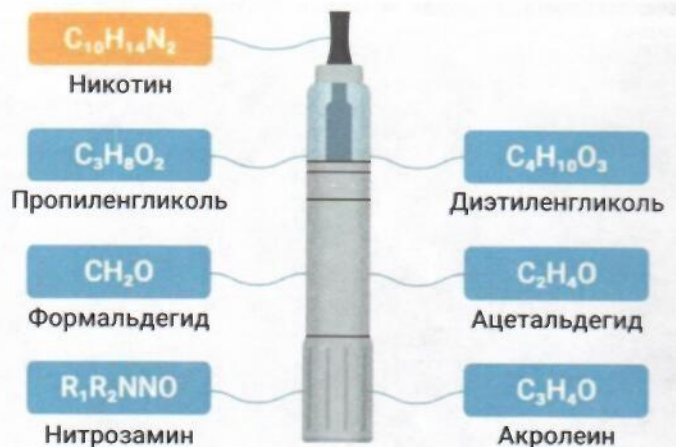 C₁₀H₁₄N₂
Никотин
C₃H₈O₂
Пропиленгликоль
C₄H₁₀O₃
Диэтиленгликоль
CH₂O
Формальдегид
C₂H₄O
Ацетальдегид
R₁R₂NNO
Нитрозамин
C₃H₄O
Акролеин